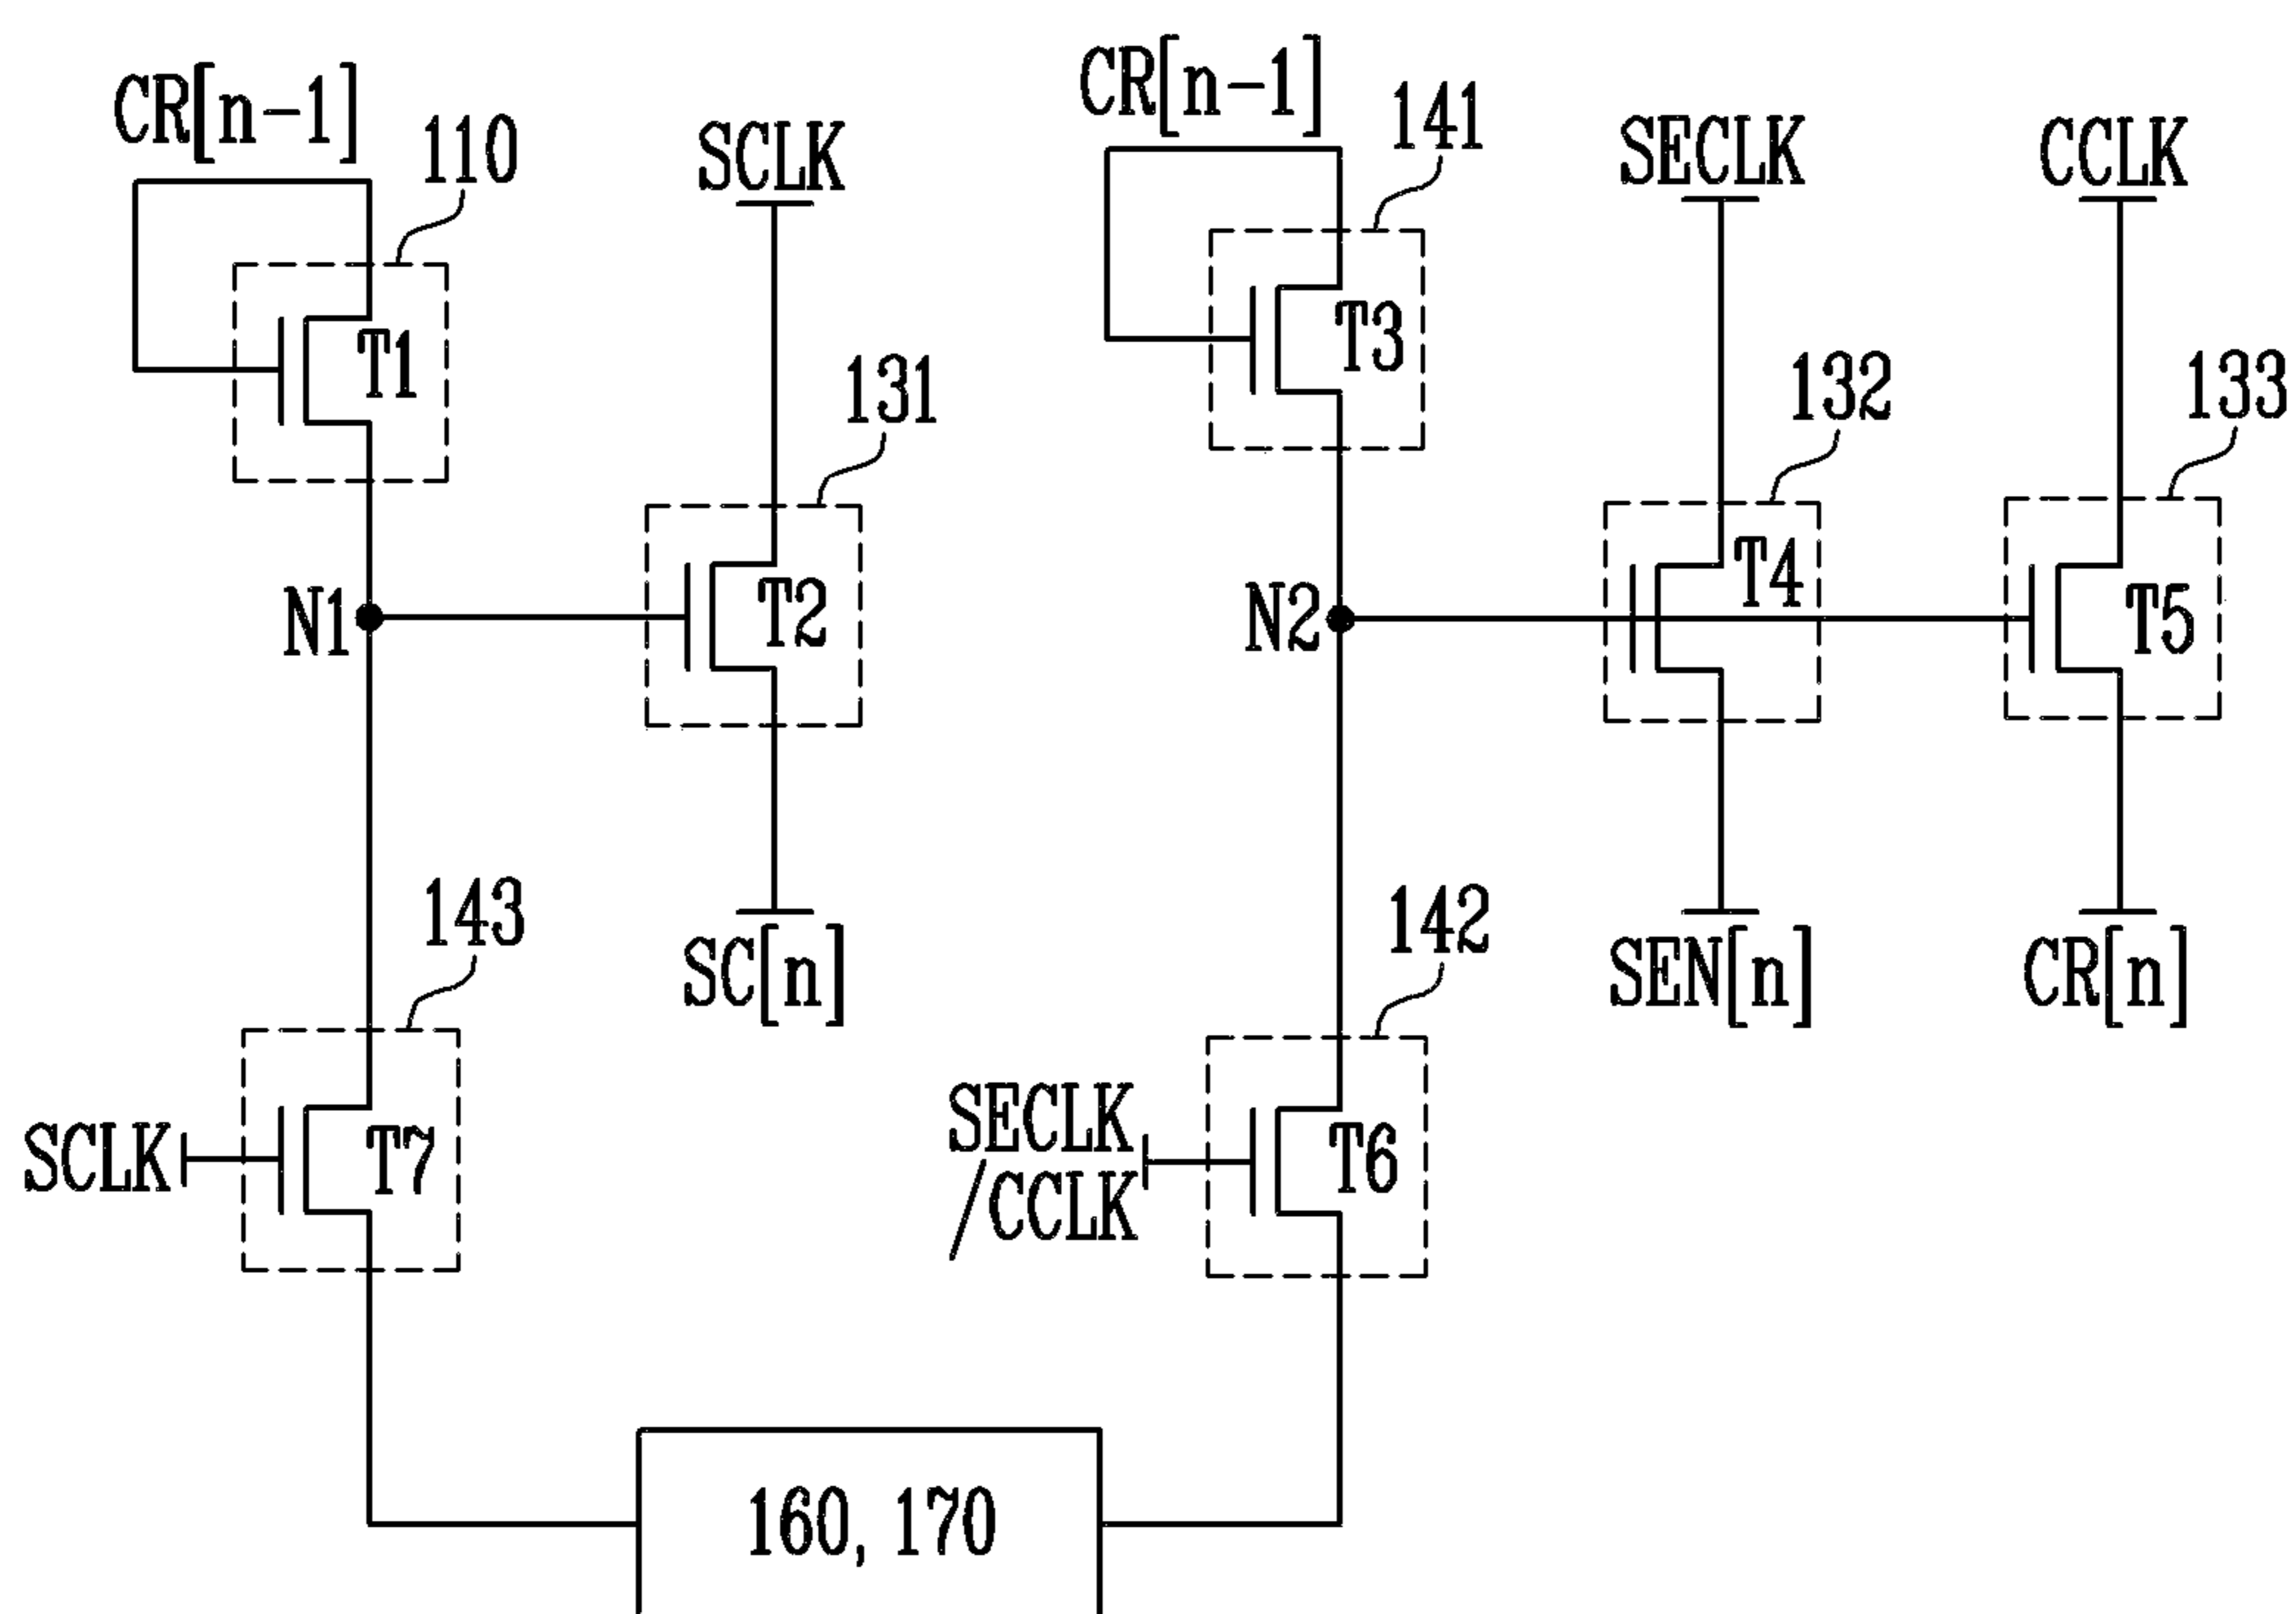 CR[n-1]
110
SCLK
CR[n-1]
141
SECLK
CCLK
T1
131
T3
132
133
N1
T2
N2
T4
T5
143
SC[n]
142
SEN[n]
CR[n]
SCLK
T7
SECLK
/CCLK
T6
160, 170